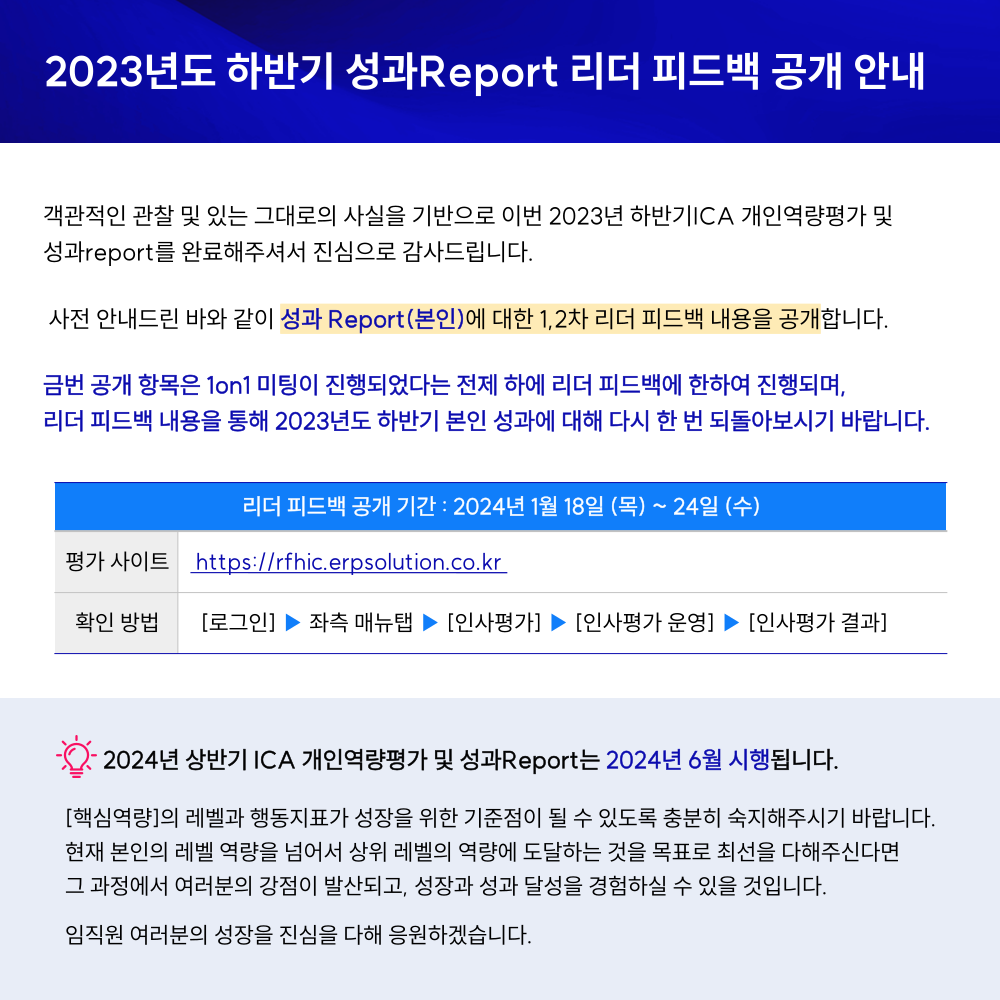 2023년도 하반기 성과Report 리더 피드백 공개 안내
객관적인 관찰 및 있는 그대로의 사실을 기반으로 이번 2023년 하반기ICA 개인역량평가 및
성과report를 완료해주셔서 진심으로 감사드립니다.
사전 안내드린 바와 같이 성과 Report(본인)에 대한 1,2차 리더 피드백 내용을 공개합니다.
금번 공개 항목은 1on1 미팅이 진행되었다는 전제 하에 리더 피드백에 한하여 진행되며,
리더 피드백 내용을 통해 2023년도 하반기 본인 성과에 대해 다시 한 번 되돌아보시기 바랍니다.
리더 피드백 공개 기간 : 2024년 1월 18일 (목) ~ 24일 (수)
평가 사이트 https://rfhic.erpsolution.co.kr
확인 방법 [로그인] ▶ 좌측 매뉴탭 ▶ [인사평가] ▶ [인사평가 운영] ▶ [인사평가 결과]
2024년 상반기 ICA 개인역량평가 및 성과Report는 2024년 6월 시행됩니다.
[핵심역량]의 레벨과 행동지표가 성장을 위한 기준점이 될 수 있도록 충분히 숙지해주시기 바랍니다.
현재 본인의 레벨 역량을 넘어서 상위 레벨의 역량에 도달하는 것을 목표로 최선을 다해주신다면
그 과정에서 여러분의 강점이 발산되고, 성장과 성과 달성을 경험하실 수 있을 것입니다.
임직원 여러분의 성장을 진심을 다해 응원하겠습니다.